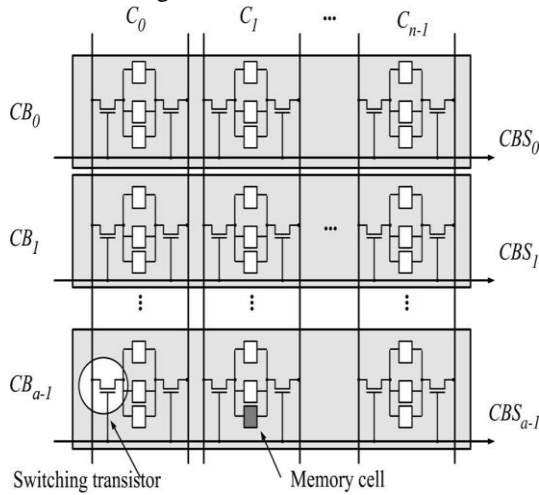 C0 C1 ... Cn-1
CB0 CBS0
CB1 ... CBS1
CBa-1 CBSa-1
Switching transistor Memory cell